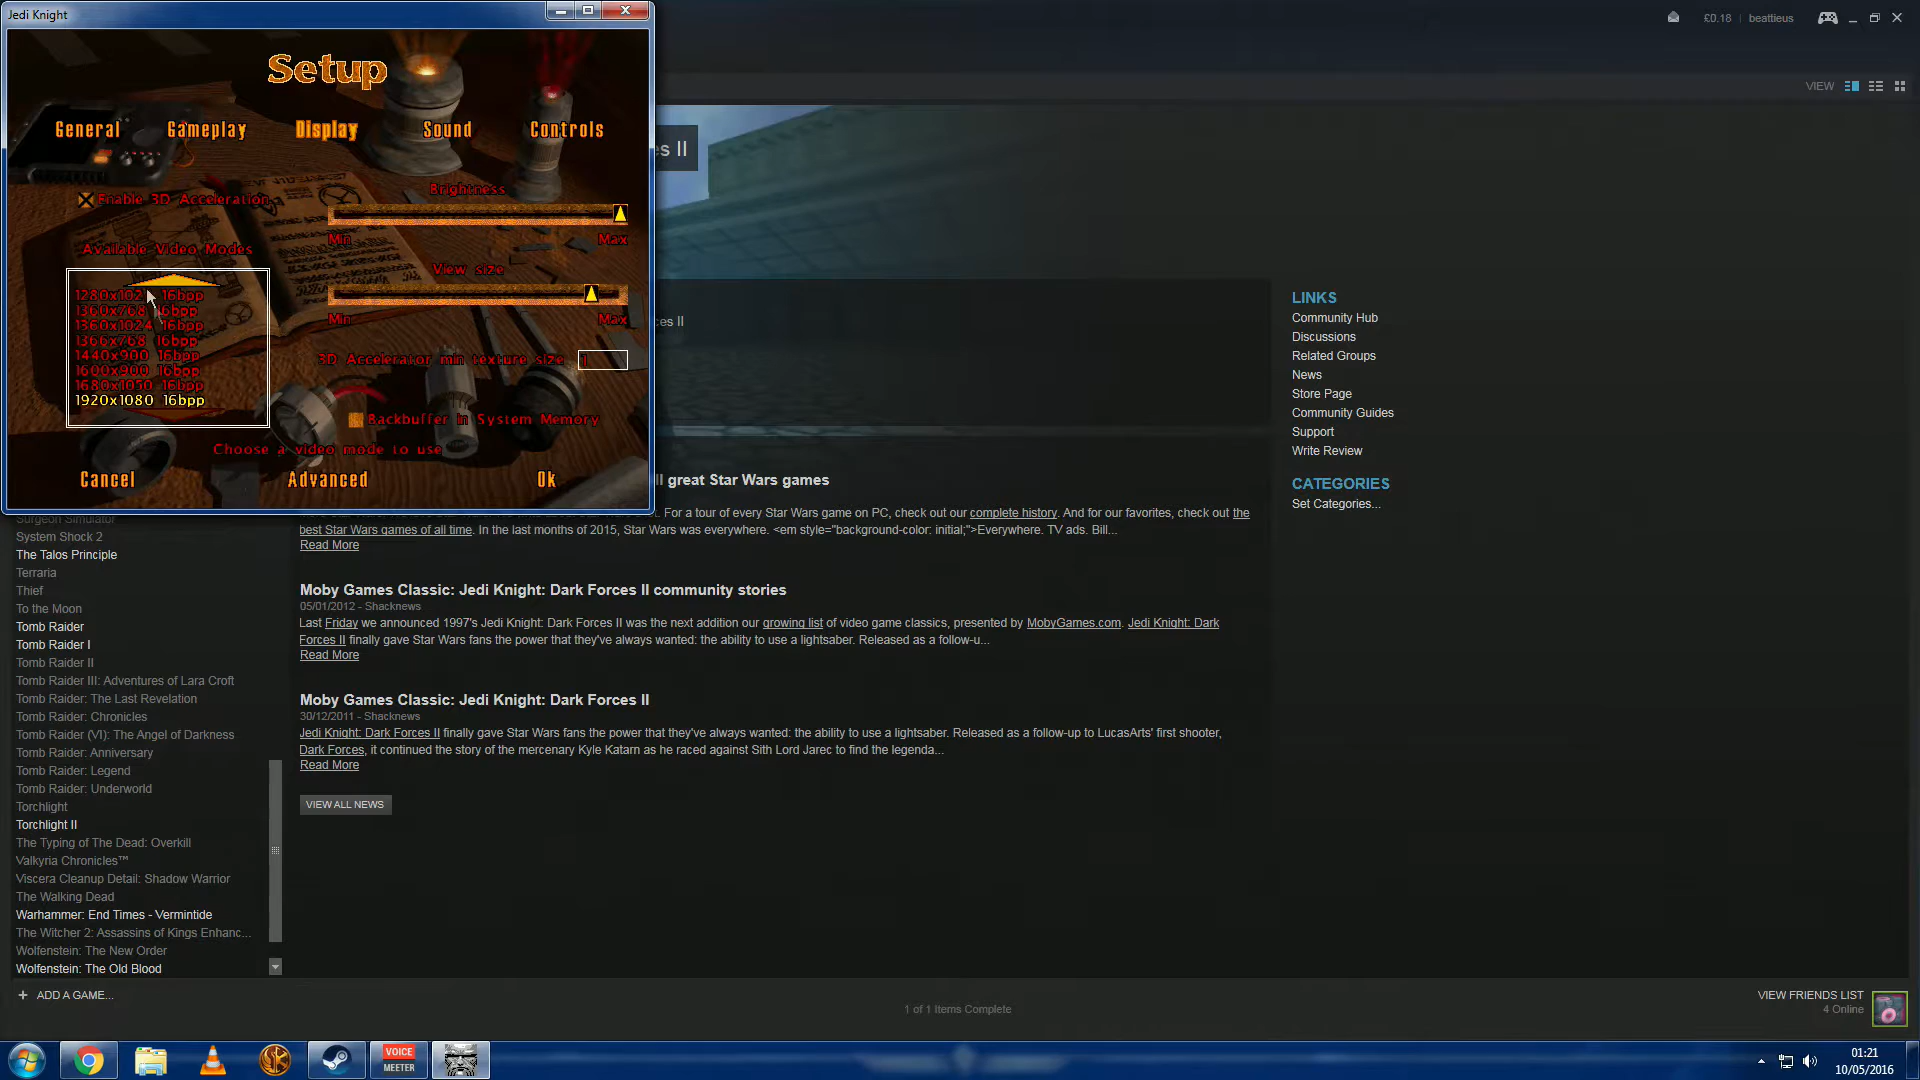 Jedi Knight
£0.18
beattieus
Setup
General
Gameplay
Display
Sound
Controls
VIEW
es II
Enable 3D Acceleration
Brightness
Min
Max
Available Video Modes
View size
Min
Max
1280x1024 16bpp
1360x768 16bpp
1360x1024 16bpp
1366x768 16bpp
1440x900 16bpp
1600x900 16bpp
1680x1050 16bpp
1920x1080 16bpp
3D Accelerator min texture size
Backbuffer in System Memory
Choose a video mode to use
Cancel
Advanced
Ok
ces II
LINKS
Community Hub
Discussions
Related Groups
News
Store Page
Community Guides
Support
Write Review
CATEGORIES
Set Categories...
ll great Star Wars games
For a tour of every Star Wars game on PC, check out our complete history. And for our favorites, check out the
best Star Wars games of all time. In the last months of 2015, Star Wars was everywhere. <em style="background-color: initial;">Everywhere. TV ads. Bill...
Read More
Moby Games Classic: Jedi Knight: Dark Forces II community stories
05/01/2012 - Shacknews
Last Friday we announced 1997's Jedi Knight: Dark Forces II was the next addition our growing list of video game classics, presented by MobyGames.com. Jedi Knight: Dark
Forces II finally gave Star Wars fans the power that they've always wanted: the ability to use a lightsaber. Released as a follow-u...
Read More
Moby Games Classic: Jedi Knight: Dark Forces II
30/12/2011 - Shacknews
Jedi Knight: Dark Forces II finally gave Star Wars fans the power that they've always wanted: the ability to use a lightsaber. Released as a follow-up to LucasArts' first shooter,
Dark Forces, it continued the story of the mercenary Kyle Katarn as he raced against Sith Lord Jarec to find the legenda...
Read More
VIEW ALL NEWS
Surgeon Simulator
System Shock 2
The Talos Principle
Terraria
Thief
To the Moon
Tomb Raider
Tomb Raider I
Tomb Raider II
Tomb Raider III: Adventures of Lara Croft
Tomb Raider: The Last Revelation
Tomb Raider: Chronicles
Tomb Raider (VI): The Angel of Darkness
Tomb Raider: Anniversary
Tomb Raider: Legend
Tomb Raider: Underworld
Torchlight
Torchlight II
The Typing of The Dead: Overkill
Valkyria Chronicles™
Viscera Cleanup Detail: Shadow Warrior
The Walking Dead
Warhammer: End Times - Vermintide
The Witcher 2: Assassins of Kings Enhanc...
Wolfenstein: The New Order
Wolfenstein: The Old Blood
+ ADD A GAME...
1 of 1 Items Complete
VIEW FRIENDS LIST
4 Online
VOICE
MEETER
01:21
10/05/2016